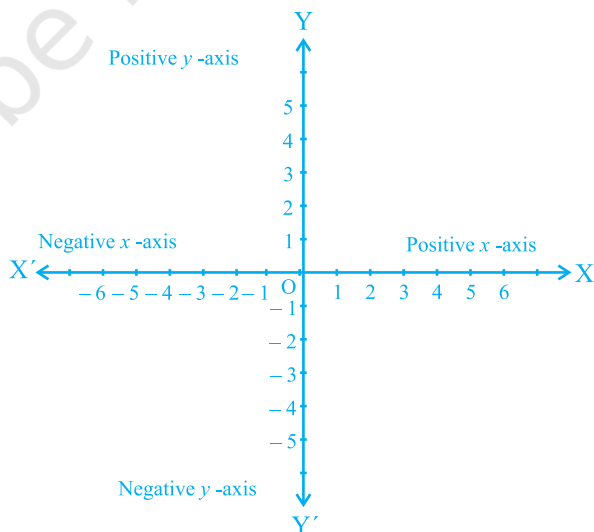 be
Y
Positive y -axis
5
4
3
2
1
Negative x -axis
Positive x -axis
X´
X
O
– 6 – 5 – 4 – 3 – 2 – 1
1 2 3 4 5 6
– 1
– 2
– 3
– 4
– 5
Negative y -axis
Y´